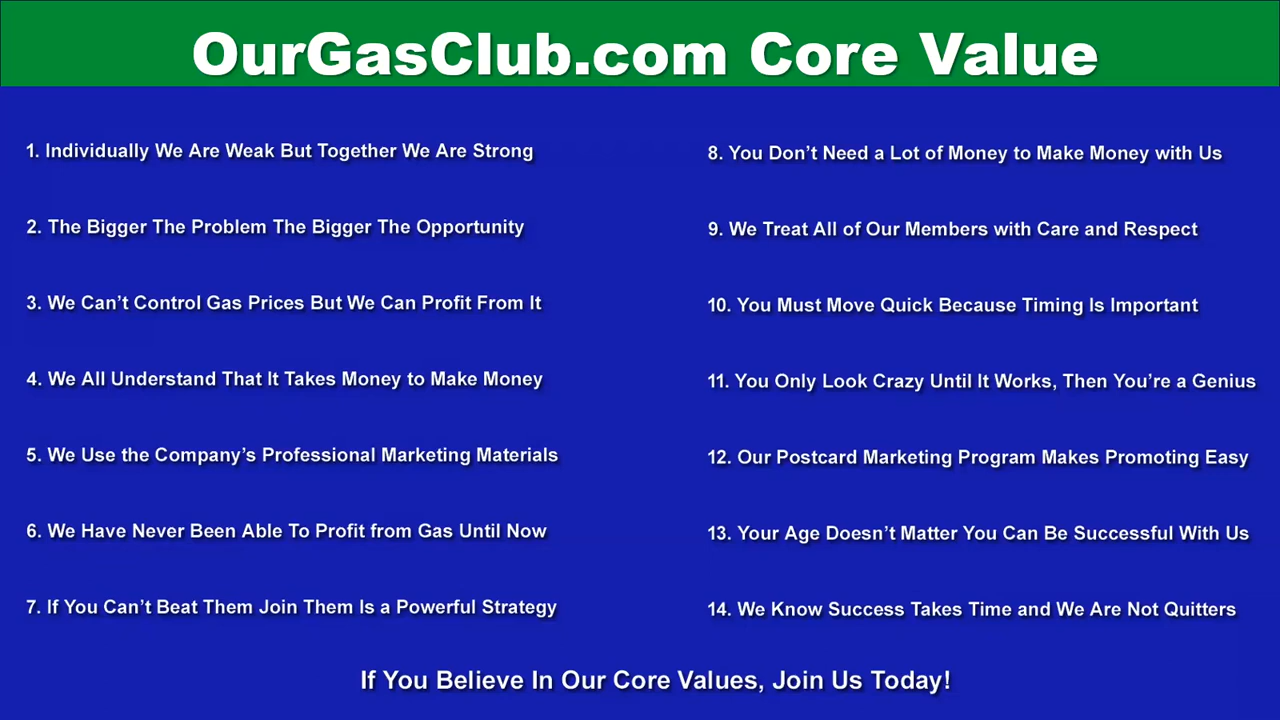 OurGasClub.com Core Value
1. Individually We Are Weak But Together We Are Strong
2. The Bigger The Problem The Bigger The Opportunity
3. We Can’t Control Gas Prices But We Can Profit From It
4. We All Understand That It Takes Money to Make Money
5. We Use the Company’s Professional Marketing Materials
6. We Have Never Been Able To Profit from Gas Until Now
7. If You Can’t Beat Them Join Them Is a Powerful Strategy
8. You Don’t Need a Lot of Money to Make Money with Us
9. We Treat All of Our Members with Care and Respect
10. You Must Move Quick Because Timing Is Important
11. You Only Look Crazy Until It Works, Then You’re a Genius
12. Our Postcard Marketing Program Makes Promoting Easy
13. Your Age Doesn’t Matter You Can Be Successful With Us
14. We Know Success Takes Time and We Are Not Quitters
If You Believe In Our Core Values, Join Us Today!